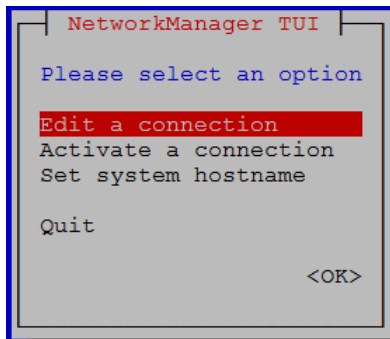 NetworkManager TUI
Please select an option
Edit a connection
Activate a connection
Set system hostname
Quit
<OK>